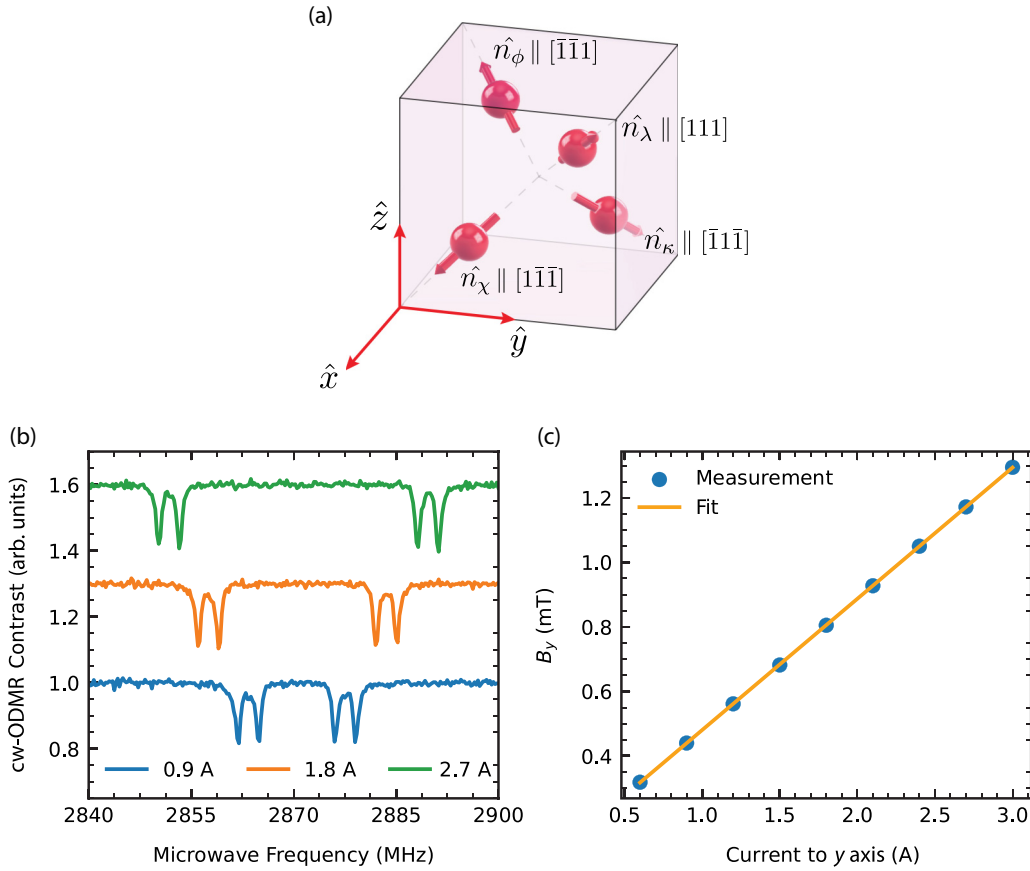 (a)
n̂_ϕ ∥ [1̄1̄1]
n̂_λ ∥ [111]
ẑ
n̂_κ ∥ [1̄11̄]
n̂_χ ∥ [11̄1̄]
ŷ
x̂
(b)
cw-ODMR Contrast (arb. units)
1.6
1.4
1.2
1.0
0.8
0.9 A
1.8 A
2.7 A
2840
2855
2870
2885
2900
Microwave Frequency (MHz)
(c)
Measurement
Fit
B_y (mT)
1.2
1.0
0.8
0.6
0.4
0.5
1.0
1.5
2.0
2.5
3.0
Current to y axis (A)